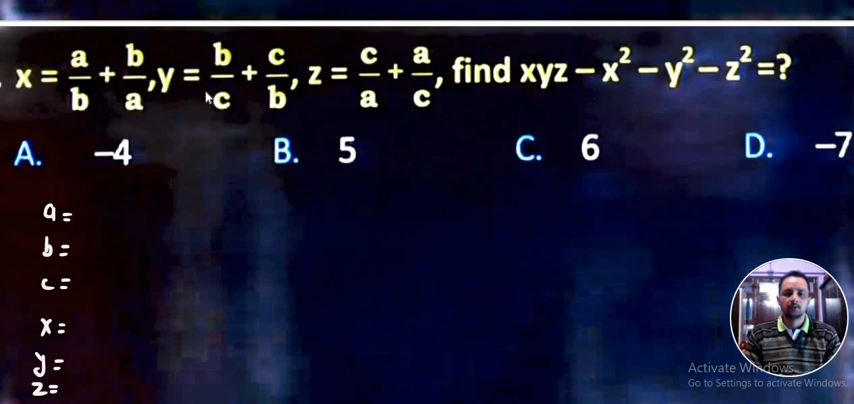 x = a/b + b/a, y = b/c + c/b, z = c/a + a/c, find xyz – x² – y² – z² =?
A. –4 B. 5 C. 6 D. –7
a =
b =
c =
x =
y =
z =
Activate Windows
Go to Settings to activate Windows.